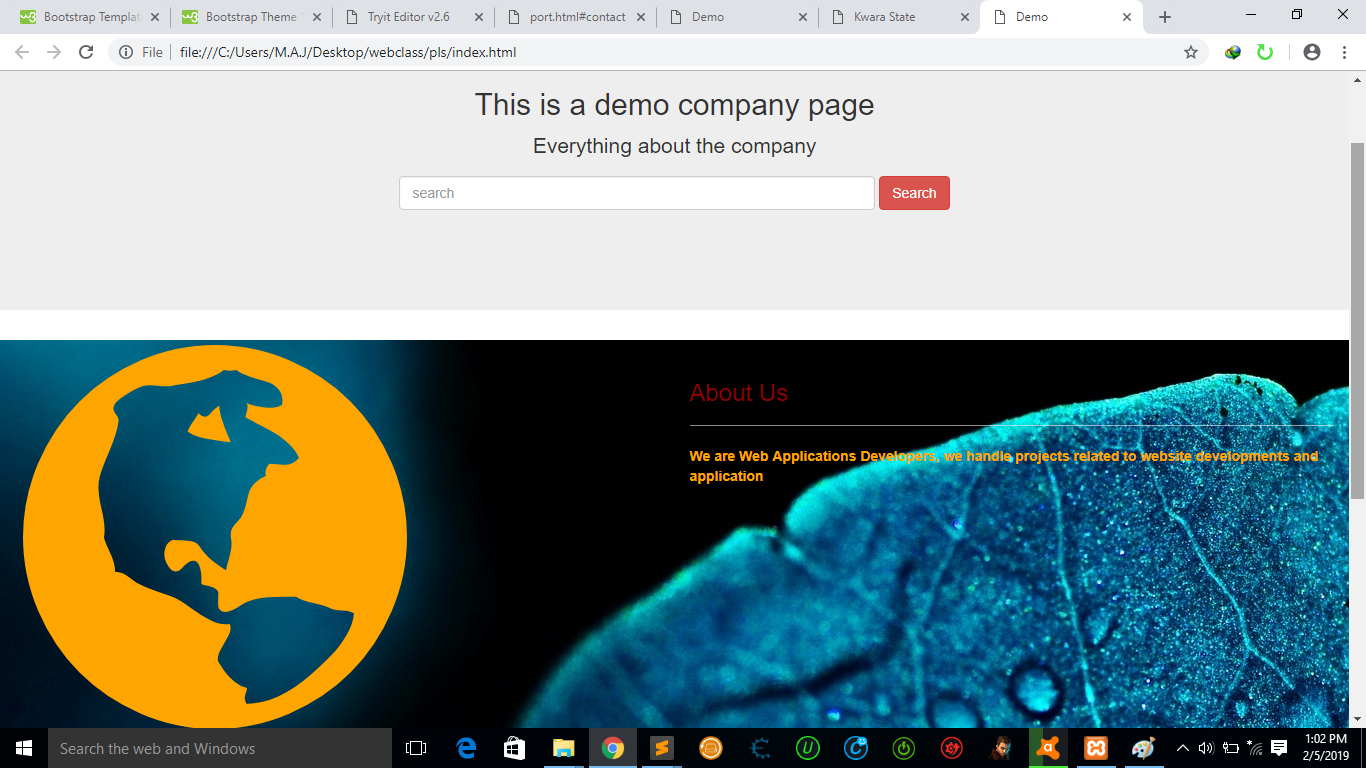 Bootstrap Templat
Bootstrap Theme "
Tryit Editor v2.6
port.html#contact
Demo
Kwara State
Demo
File
file:///C:/Users/M.A.J/Desktop/webclass/pls/index.html
This is a demo company page
Everything about the company
search
Search
About Us
We are Web Applications Developers, we handle projects related to website developments and
application
Search the web and Windows
1:02 PM
2/5/2019